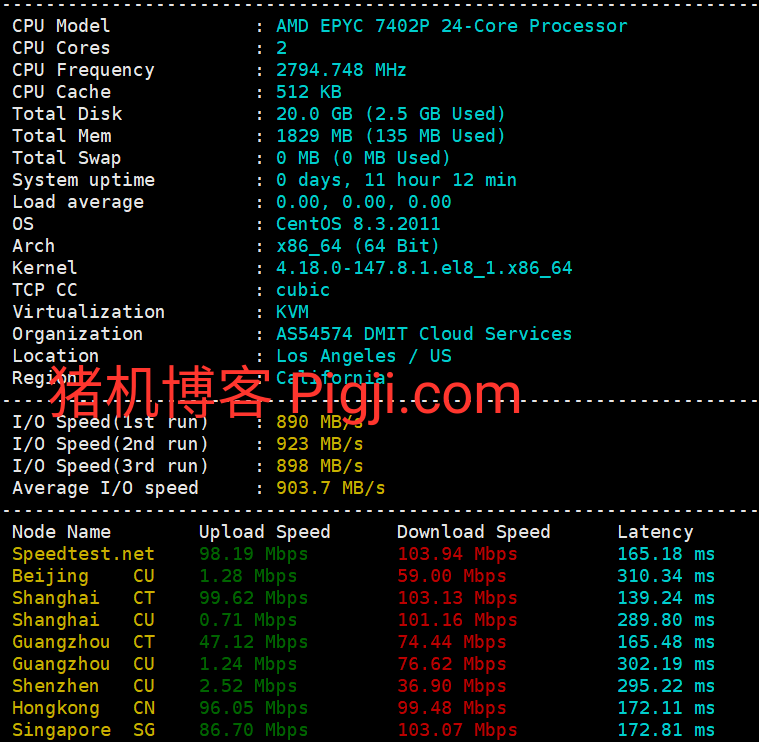 CPU Model : AMD EPYC 7402P 24-Core Processor
CPU Cores : 2
CPU Frequency : 2794.748 MHz
CPU Cache : 512 KB
Total Disk : 20.0 GB (2.5 GB Used)
Total Mem : 1829 MB (135 MB Used)
Total Swap : 0 MB (0 MB Used)
System uptime : 0 days, 11 hour 12 min
Load average : 0.00, 0.00, 0.00
OS : CentOS 8.3.2011
Arch : x86_64 (64 Bit)
Kernel : 4.18.0-147.8.1.el8_1.x86_64
TCP CC : cubic
Virtualization : KVM
Organization : AS54574 DMIT Cloud Services
Location : Los Angeles / US
Region : California
猪机博客 Pigji.com
I/O Speed(1st run) : 890 MB/s
I/O Speed(2nd run) : 923 MB/s
I/O Speed(3rd run) : 898 MB/s
Average I/O speed : 903.7 MB/s
Node Name Upload Speed Download Speed Latency
Speedtest.net 98.19 Mbps 103.94 Mbps 165.18 ms
Beijing CU 1.28 Mbps 59.00 Mbps 310.34 ms
Shanghai CT 99.62 Mbps 103.13 Mbps 139.24 ms
Shanghai CU 0.71 Mbps 101.16 Mbps 289.80 ms
Guangzhou CT 47.12 Mbps 74.44 Mbps 165.48 ms
Guangzhou CU 1.24 Mbps 76.62 Mbps 302.19 ms
Shenzhen CU 2.52 Mbps 36.90 Mbps 295.22 ms
Hongkong CN 96.05 Mbps 99.48 Mbps 172.11 ms
Singapore SG 86.70 Mbps 103.07 Mbps 172.81 ms